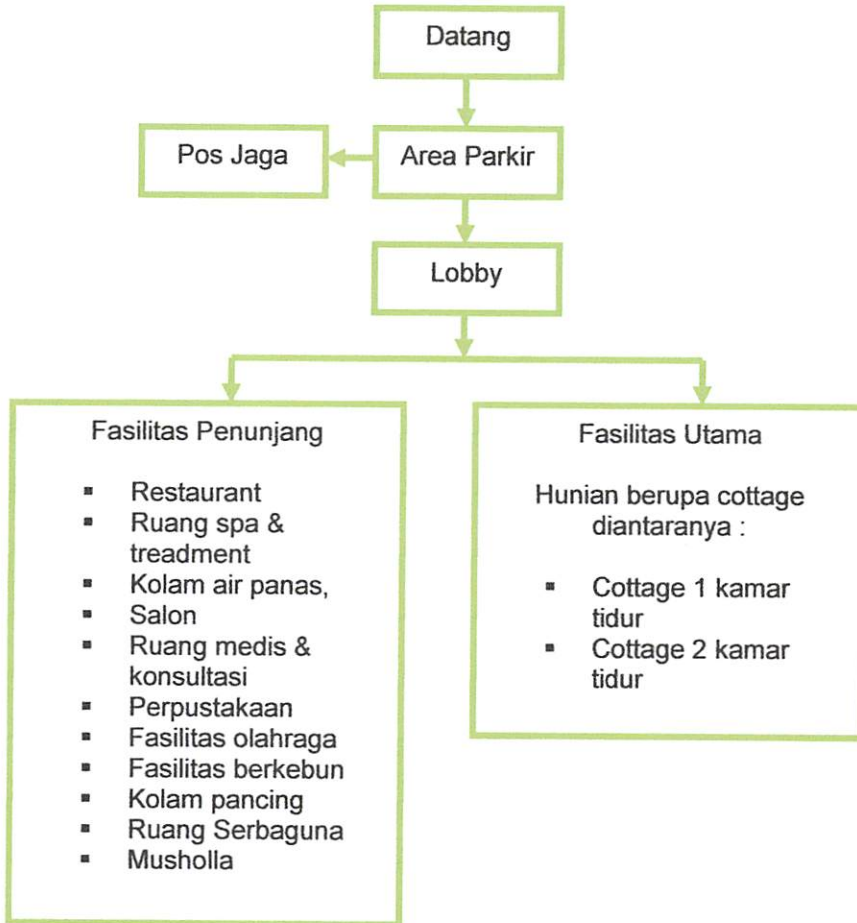 Datang
Pos Jaga
Area Parkir
Lobby
Fasilitas Penunjang
▪ Restaurant
▪ Ruang spa &
treadment
▪ Kolam air panas,
▪ Salon
▪ Ruang medis &
konsultasi
▪ Perpustakaan
▪ Fasilitas olahraga
▪ Fasilitas berkebun
▪ Kolam pancing
▪ Ruang Serbaguna
▪ Musholla
Fasilitas Utama
Hunian berupa cottage
diantaranya :
▪ Cottage 1 kamar
tidur
▪ Cottage 2 kamar
tidur